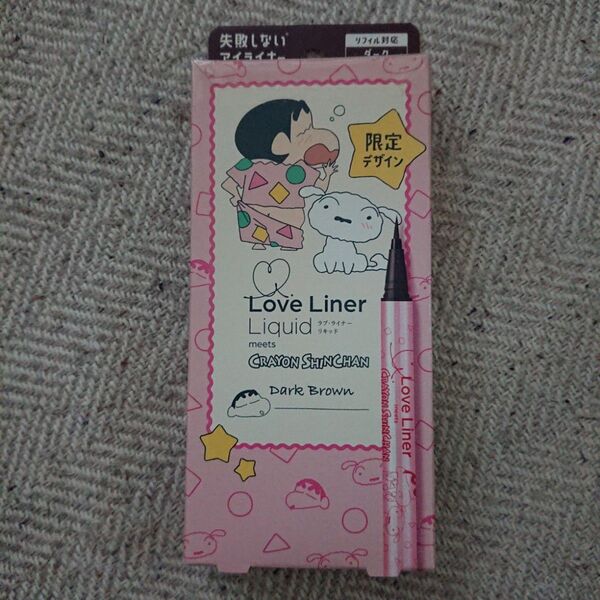 失敗しない
アイライナー
リフィル対応
ダーク
限定
デザイン
Love Liner
Liquid ラブ・ライナー
リキッド
meets
CRAYON SHINCHAN
Dark Brown
Love Liner
meets
CRAYON SHINCHAN